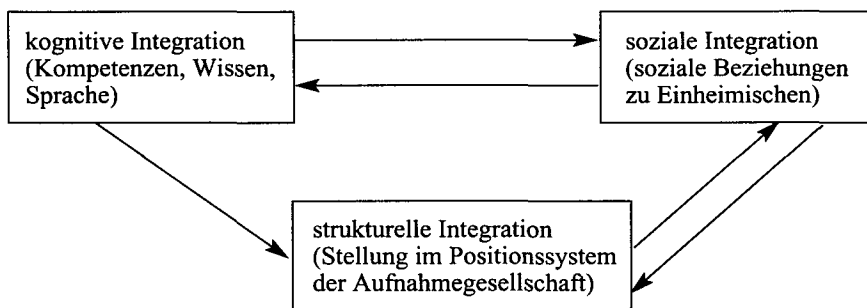 kognitive Integration
(Kompetenzen, Wissen,
Sprache)
soziale Integration
(soziale Beziehungen
zu Einheimischen)
strukturelle Integration
(Stellung im Positionssystem
der Aufnahmegesellschaft)